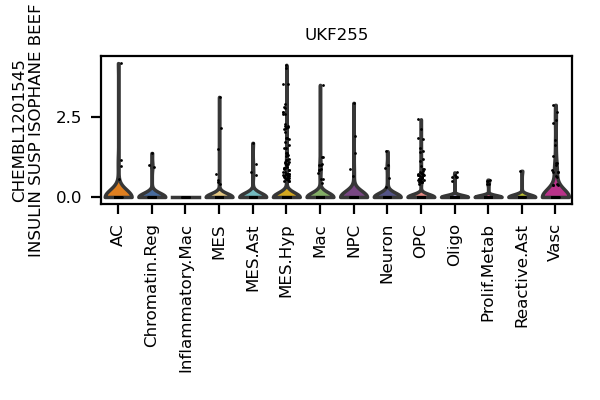 UKF255
CHEMBL1201545
INSULIN SUSP ISOPHANE BEEF
2.5
0.0
AC
Chromatin.Reg
Inflammatory.Mac
MES
MES.Ast
MES.Hyp
Mac
NPC
Neuron
OPC
Oligo
Prolif.Metab
Reactive.Ast
Vasc